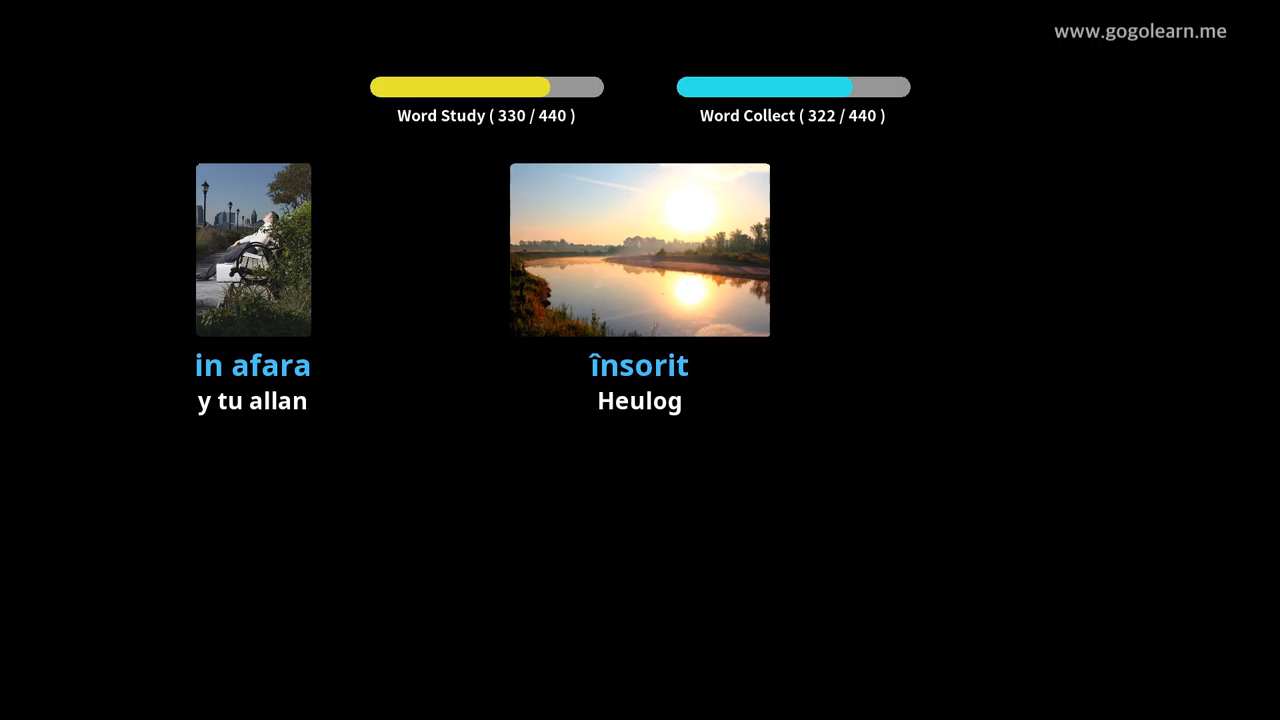 www.gogolearn.me
Word Study ( 330 / 440 )
Word Collect ( 322 / 440 )
in afara
y tu allan
însorit
Heulog